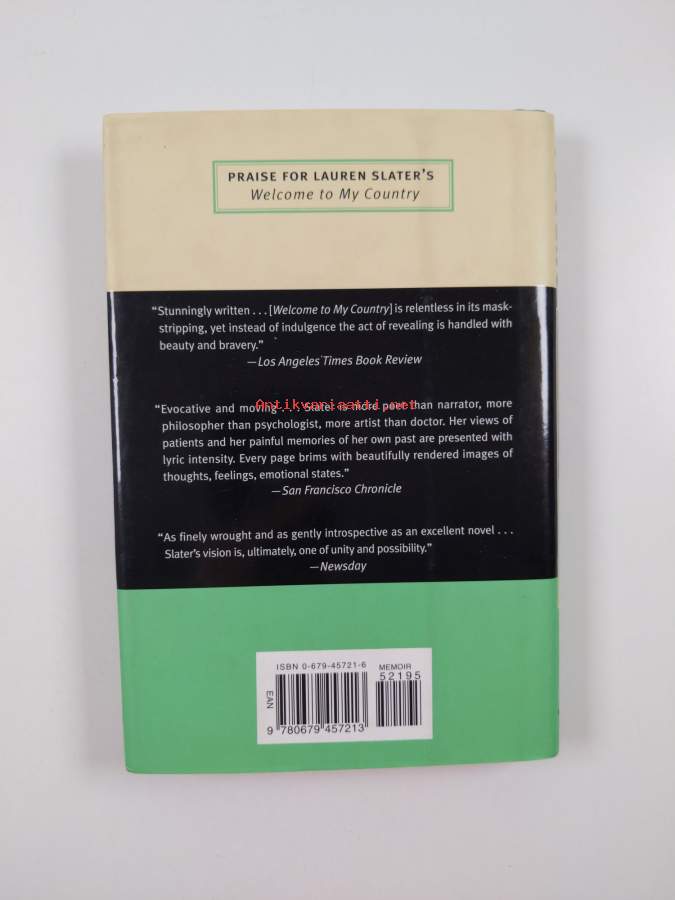 PRAISE FOR LAUREN SLATER'S
Welcome to My Country
“Stunningly written . . . [Welcome to My Country] is relentless in its mask-
stripping, yet instead of indulgence the act of revealing is handled with
beauty and bravery.”
—Los Angeles Times Book Review
Antikvariaatti.net
“Evocative and moving . . . Slater is more poet than narrator, more
philosopher than psychologist, more artist than doctor. Her views of
patients and her painful memories of her own past are presented with
lyric intensity. Every page brims with beautifully rendered images of
thoughts, feelings, emotional states.”
—San Francisco Chronicle
“As finely wrought and as gently introspective as an excellent novel . . .
Slater's vision is, ultimately, one of unity and possibility.”
—Newsday
ISBN 0-679-45721-6
MEMOIR
52195
EAN
9 780679 457213